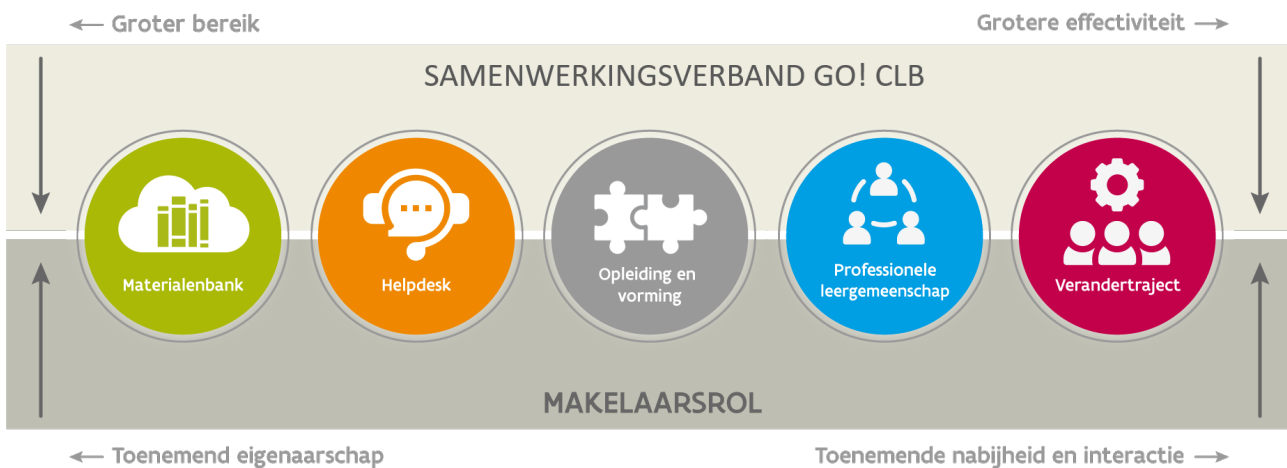 ← Groter bereik
Grotere effectiviteit →
SAMENWERKINGSVERBAND GO! CLB
Materialenbank
Helpdesk
Opleiding en
vorming
Professionele
leergemeenschap
Verandertraject
MAKELAARSROL
← Toenemend eigenaarschap
Toenemende nabijheid en interactie →